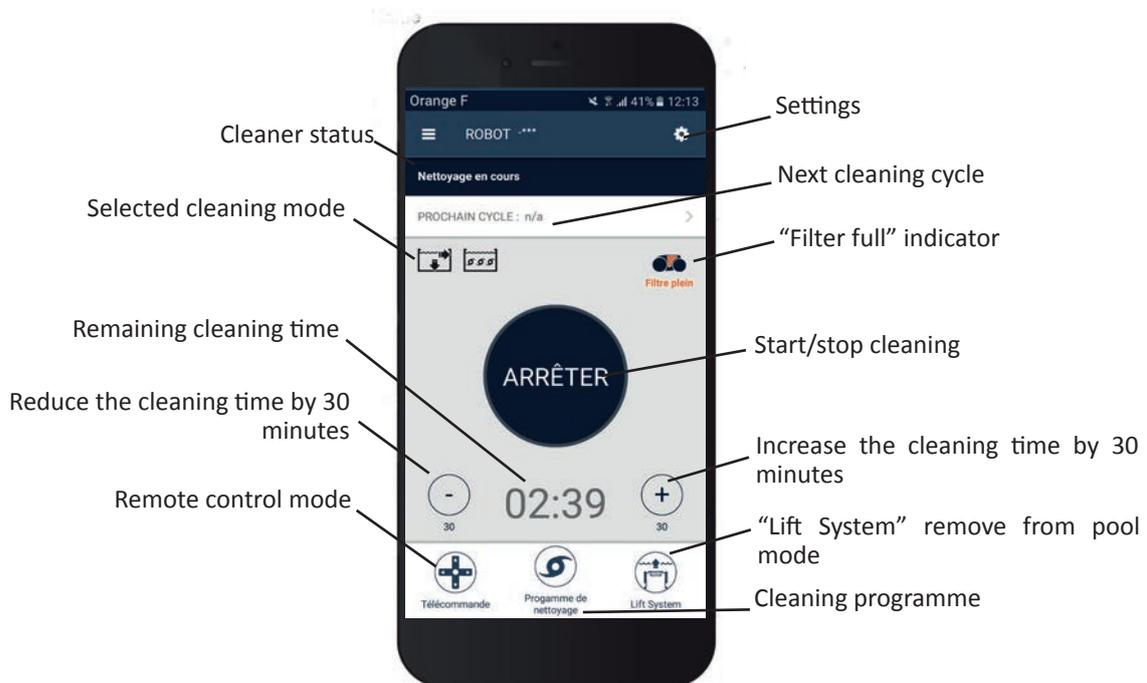 Orange F 41% 12:13
ROBOT -***
Nettoyage en cours
PROCHAIN CYCLE : n/a
Filtre plein
ARRÊTER
02:39
-
30
+
30
Télécommande
Progamme de
nettoyage
Lift System
Cleaner status
Selected cleaning mode
Remaining cleaning time
Reduce the cleaning time by 30
minutes
Remote control mode
Settings
Next cleaning cycle
“Filter full” indicator
Start/stop cleaning
Increase the cleaning time by 30
minutes
“Lift System” remove from pool
mode
Cleaning programme